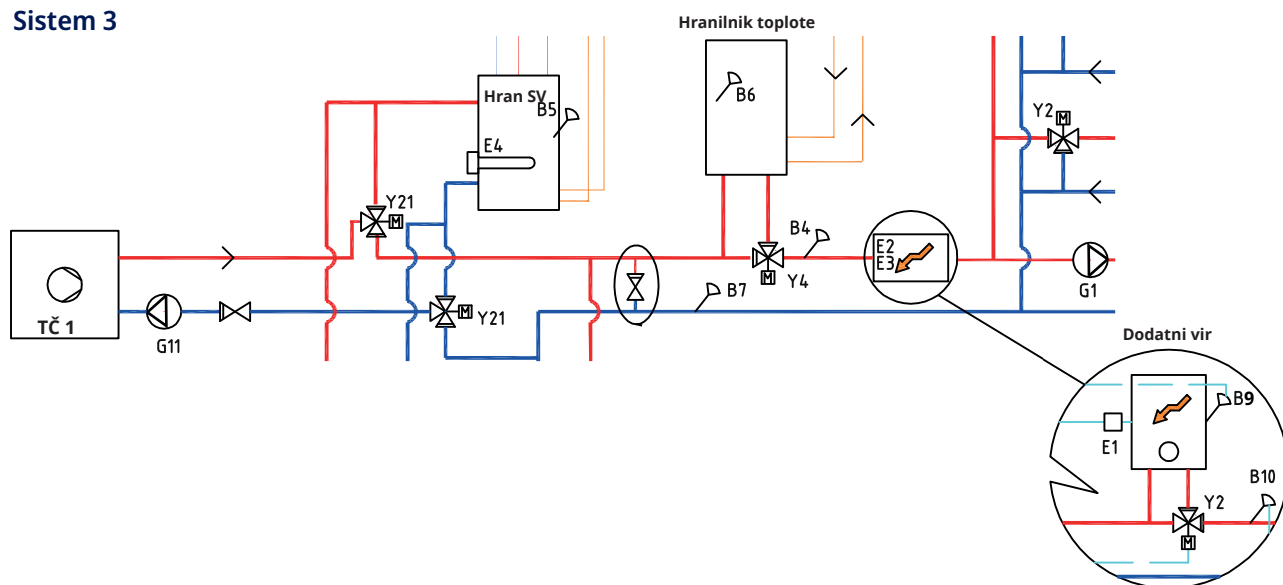 Sistem 3
Hranilnik toplote
Hran SV
B5
E4
B6
Y2
M
Y21
M
B4
E2
E3
Y4
M
G1
B7
TČ 1
G11
Y21
M
Dodatni vir
B9
E1
B10
Y2
M